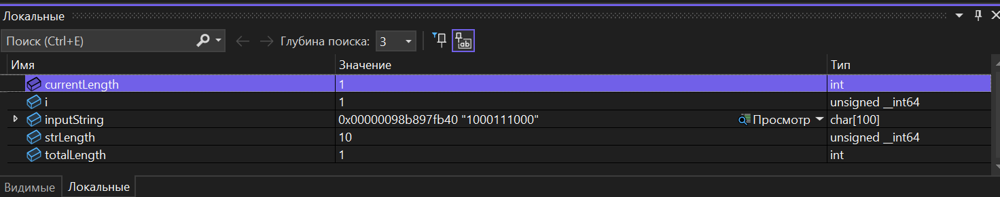 Локальные
Поиск (Ctrl+E) Глубина поиска: 3
Имя Значение Тип
currentLength 1 int
i 1 unsigned __int64
inputString 0x00000098b897fb40 "1000111000" Просмотр char[100]
strLength 10 unsigned __int64
totalLength 1 int
Видимые Локальные